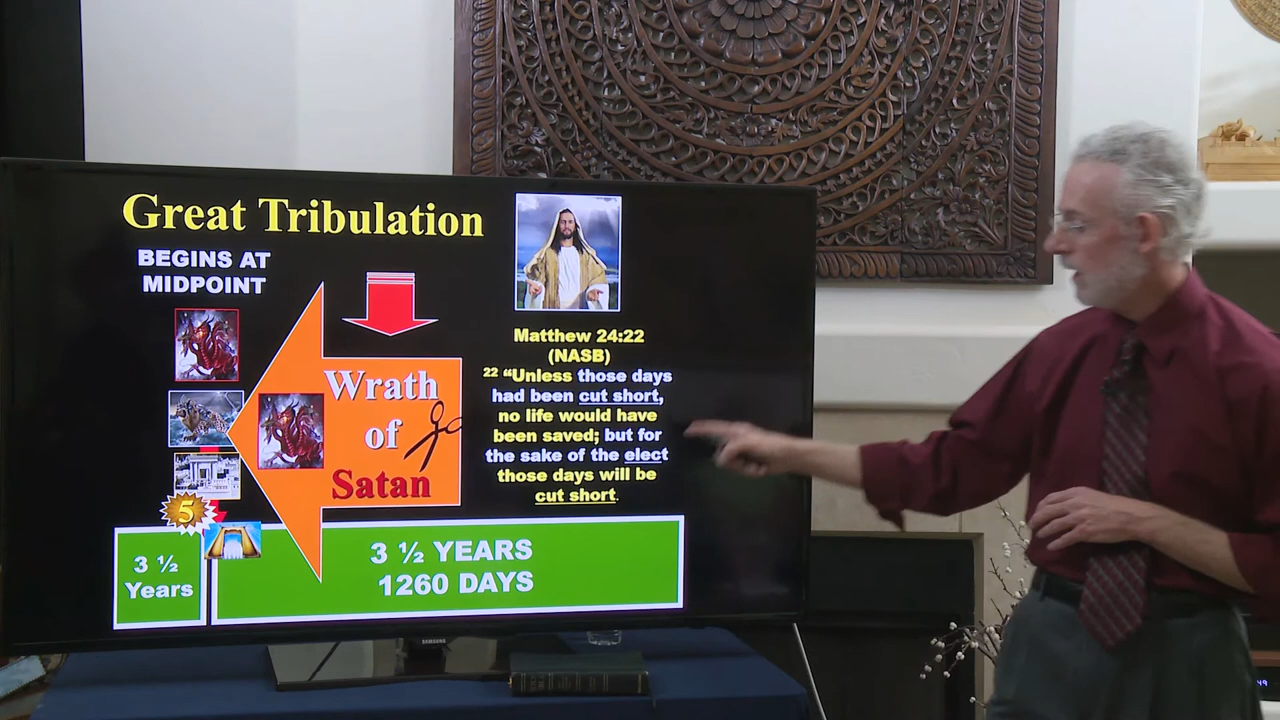 Great Tribulation
BEGINS AT
MIDPOINT
Wrath
of
Satan
Matthew 24:22
(NASB)
22 “Unless those days
had been cut short,
no life would have
been saved; but for
the sake of the elect
those days will be
cut short.
5
3 ½
Years
3 ½ YEARS
1260 DAYS
SAMSUNG